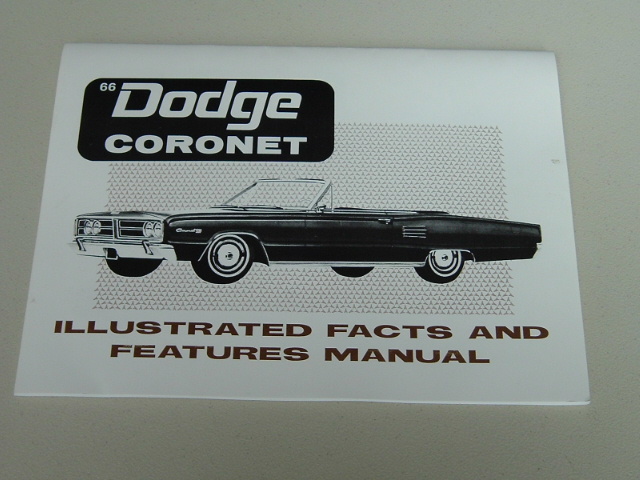 66 Dodge
CORONET
ILLUSTRATED FACTS AND
FEATURES MANUAL